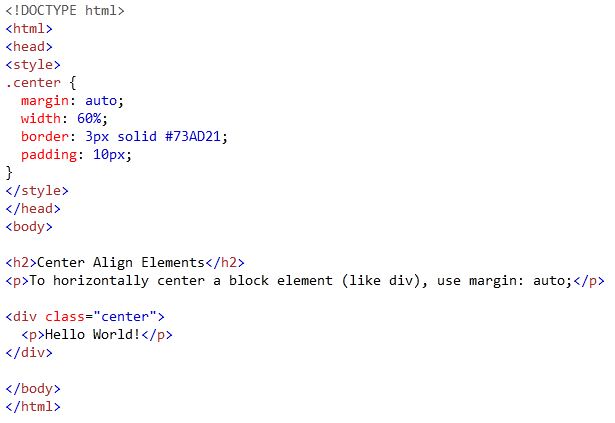 <!DOCTYPE html>
<html>
<head>
<style>
.center {
  margin: auto;
  width: 60%;
  border: 3px solid #73AD21;
  padding: 10px;
}
</style>
</head>
<body>

<h2>Center Align Elements</h2>
<p>To horizontally center a block element (like div), use margin: auto;</p>

<div class="center">
  <p>Hello World!</p>
</div>

</body>
</html>